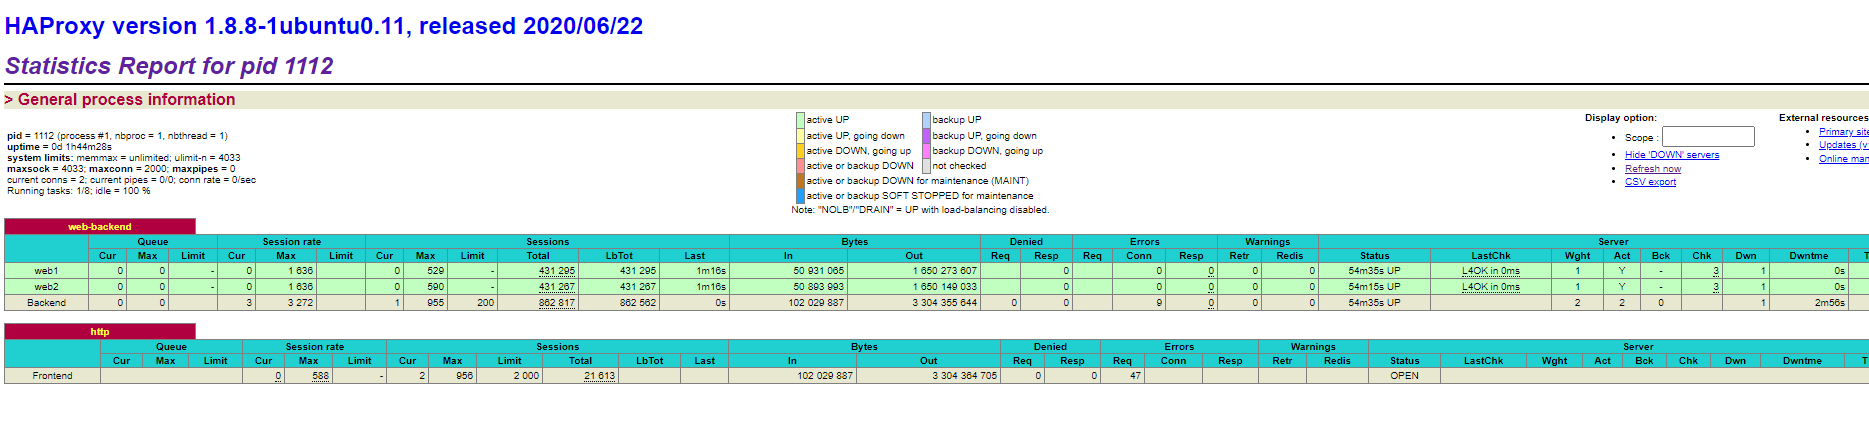 HAProxy version 1.8.8-1ubuntu0.11, released 2020/06/22
Statistics Report for pid 1112
> General process information
pid = 1112 (process #1, nbproc = 1, nbthread = 1)
uptime = 0d 1h44m28s
system limits: memmax = unlimited; ulimit-n = 4033
maxsock = 4033; maxconn = 2000; maxpipes = 0
current conns = 2; current pipes = 0/0; conn rate = 0/sec
Running tasks: 1/8; idle = 100 %
active UP backup UP
active UP, going down backup UP, going down
active DOWN, going up backup DOWN, going up
active or backup DOWN not checked
active or backup DOWN for maintenance (MAINT)
active or backup SOFT STOPPED for maintenance
Note: "NOLB"/"DRAIN" = UP with load-balancing disabled.
Display option:
Scope :
Hide 'DOWN' servers
Refresh now
CSV export
External resources
Primary site
Updates (v
Online man
web-backend
Queue Session rate Sessions Bytes Denied Errors Warnings Server
Cur Max Limit Cur Max Limit Cur Max Limit Total LbTot Last In Out Req Resp Req Conn Resp Retr Redis Status LastChk Wght Act Bck Chk Dwn Dwntme T
web1 0 0 - 0 1 636 0 529 - 431 295 431 295 1m16s 50 931 065 1 650 273 607 0 0 0 0 0 54m35s UP L4OK in 0ms 1 Y - 3 1 0s
web2 0 0 - 0 1 636 0 590 - 431 267 431 267 1m16s 50 893 993 1 650 149 033 0 0 0 0 0 54m15s UP L4OK in 0ms 1 Y - 3 1 0s
Backend 0 0 3 3 272 1 955 200 862 817 862 562 0s 102 029 887 3 304 355 644 0 0 9 0 0 0 54m35s UP 2 2 0 1 2m56s
http
Queue Session rate Sessions Bytes Denied Errors Warnings Server
Cur Max Limit Cur Max Limit Cur Max Limit Total LbTot Last In Out Req Resp Req Conn Resp Retr Redis Status LastChk Wght Act Bck Chk Dwn Dwntme T
Frontend 0 588 - 2 956 2 000 21 613 102 029 887 3 304 364 705 0 0 47 OPEN